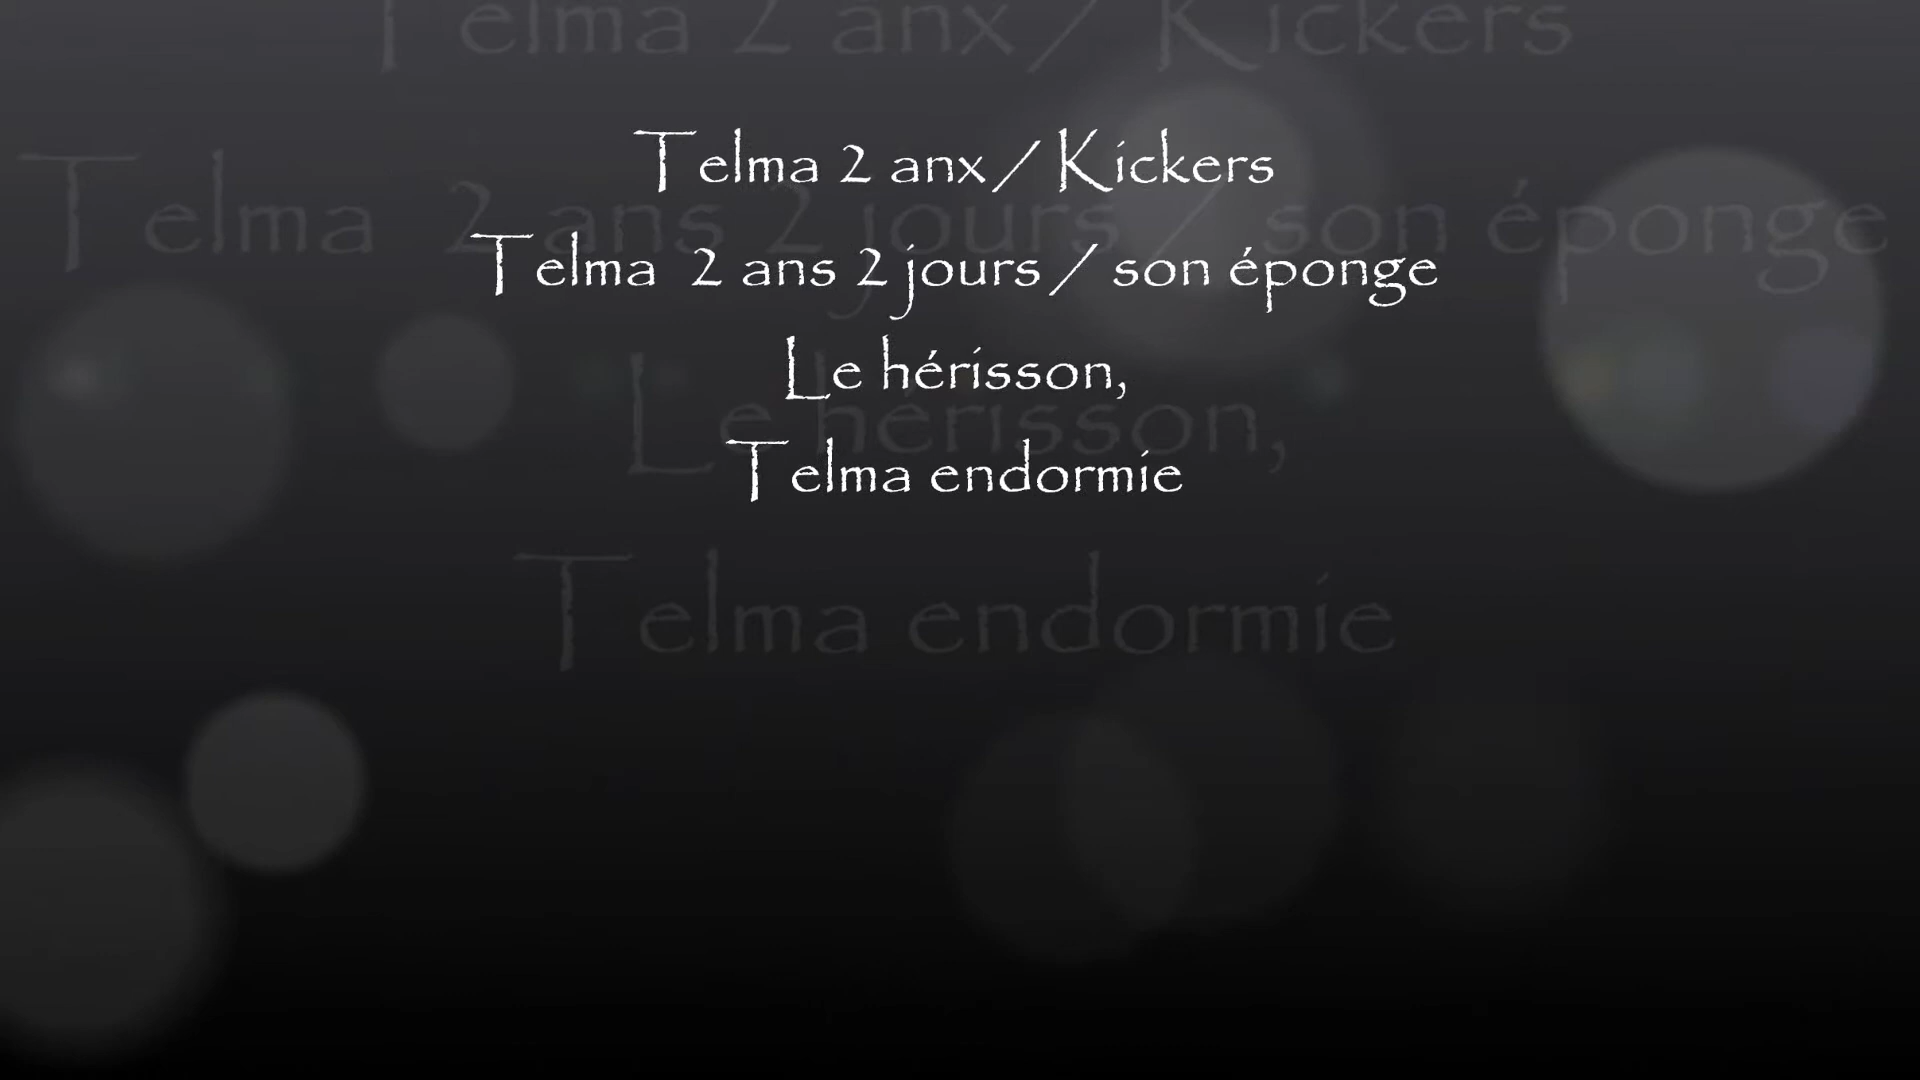 Telma 2 anx / Kickers
Telma 2 ans 2 jours / son éponge
Le hérisson,
Telma endormie